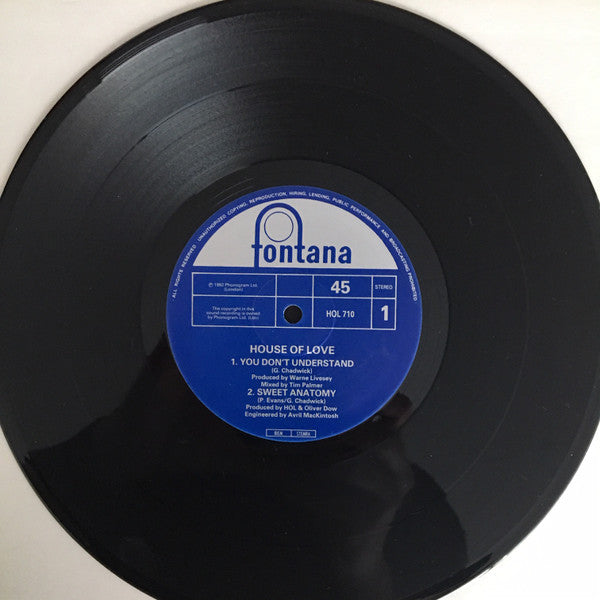 ALL RIGHTS RESERVED. UNAUTHORIZED COPYING, REPRODUCTION, HIRING, LENDING, PUBLIC PERFORMANCE AND BROADCASTING PROHIBITED
fontana
℗ 1992 Phonogram Ltd.
(London)
45
STEREO
The copyright in this
sound recording is owned
by Phonogram Ltd. (Ldn)
HOL 710
1
HOUSE OF LOVE
1. YOU DON'T UNDERSTAND
(G. Chadwick)
Produced by Warne Livesey
Mixed by Tim Palmer
2. SWEET ANATOMY
(P. Evans/G. Chadwick)
Produced by HOL & Oliver Dow
Engineered by Avril MacKintosh
STEMRA